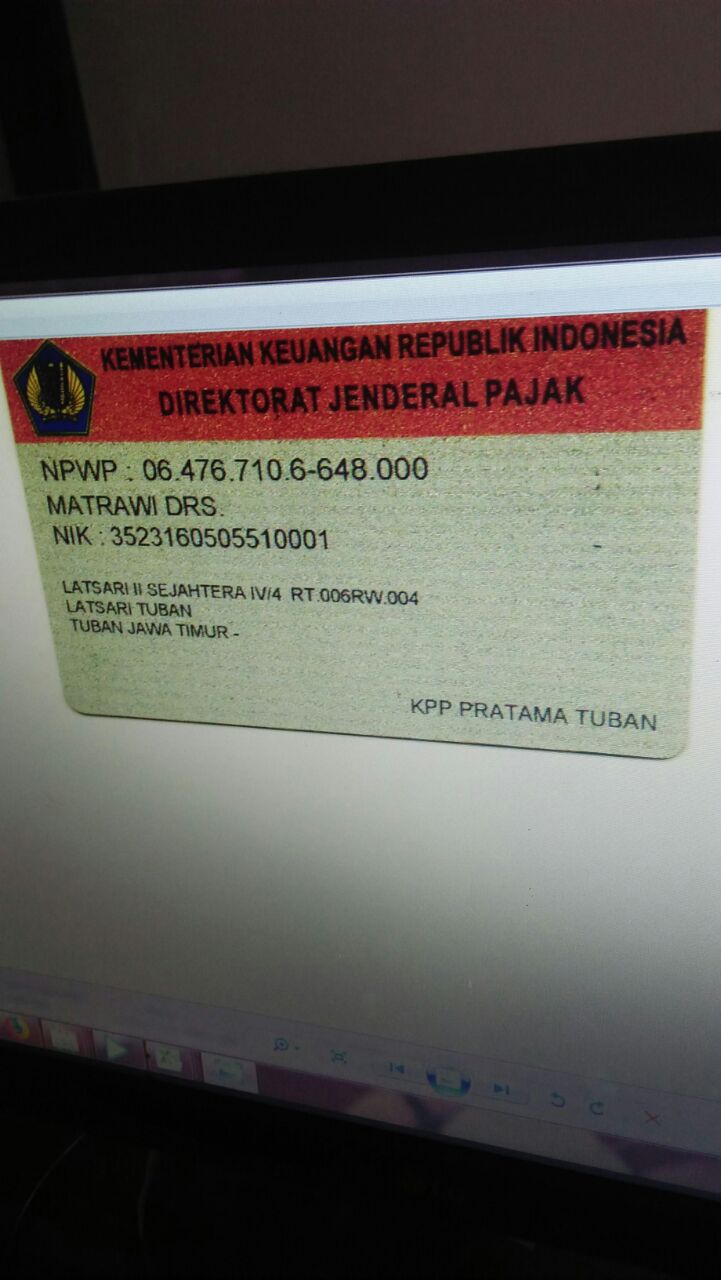 KEMENTERIAN KEUANGAN REPUBLIK INDONESIA
DIREKTORAT JENDERAL PAJAK
NPWP : 06.476.710.6-648.000
MATRAWI DRS.
NIK : 3523160505510001
LATSARI II SEJAHTERA IV/4 RT.006RW.004
LATSARI TUBAN
TUBAN JAWA TIMUR -
KPP PRATAMA TUBAN